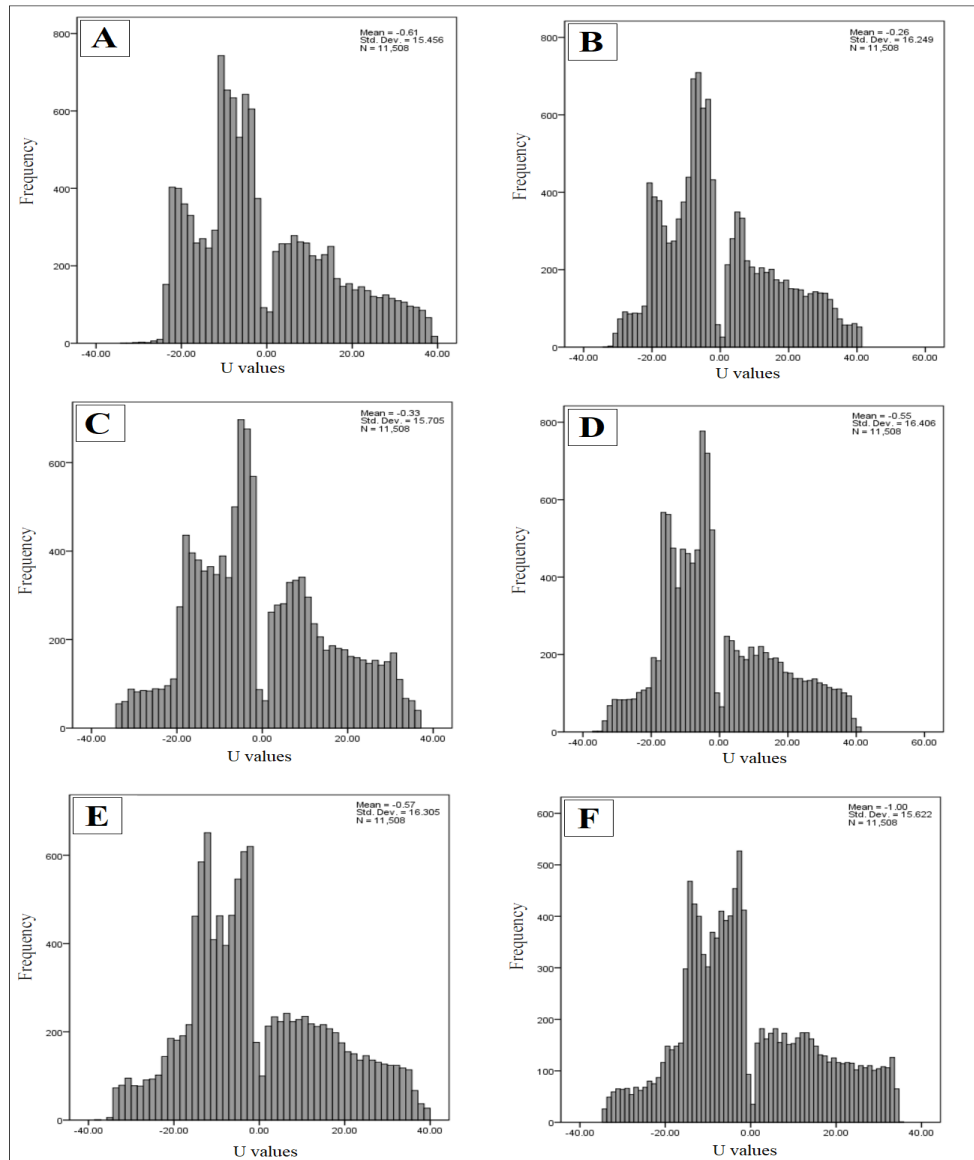 A
Mean = -0.61
Std. Dev. = 15.456
N = 11,508
Frequency
800
600
400
200
0
-40.00 -20.00 0.00 20.00 40.00
U values
B
Mean = -0.26
Std. Dev. = 16.249
N = 11,508
Frequency
800
600
400
200
0
-40.00 -20.00 0.00 20.00 40.00 60.00
U values
C
Mean = -0.33
Std. Dev. = 15.705
N = 11,508
Frequency
600
400
200
0
-40.00 -20.00 0.00 20.00 40.00
U values
D
Mean = -0.55
Std. Dev. = 16.406
N = 11,508
Frequency
800
600
400
200
0
-40.00 -20.00 0.00 20.00 40.00 60.00
U values
E
Mean = -0.57
Std. Dev. = 16.305
N = 11,508
Frequency
600
400
200
0
-40.00 -20.00 0.00 20.00 40.00
U values
F
Mean = -1.00
Std. Dev. = 15.622
N = 11,508
Frequency
600
500
400
300
200
100
0
-40.00 -20.00 0.00 20.00 40.00
U values